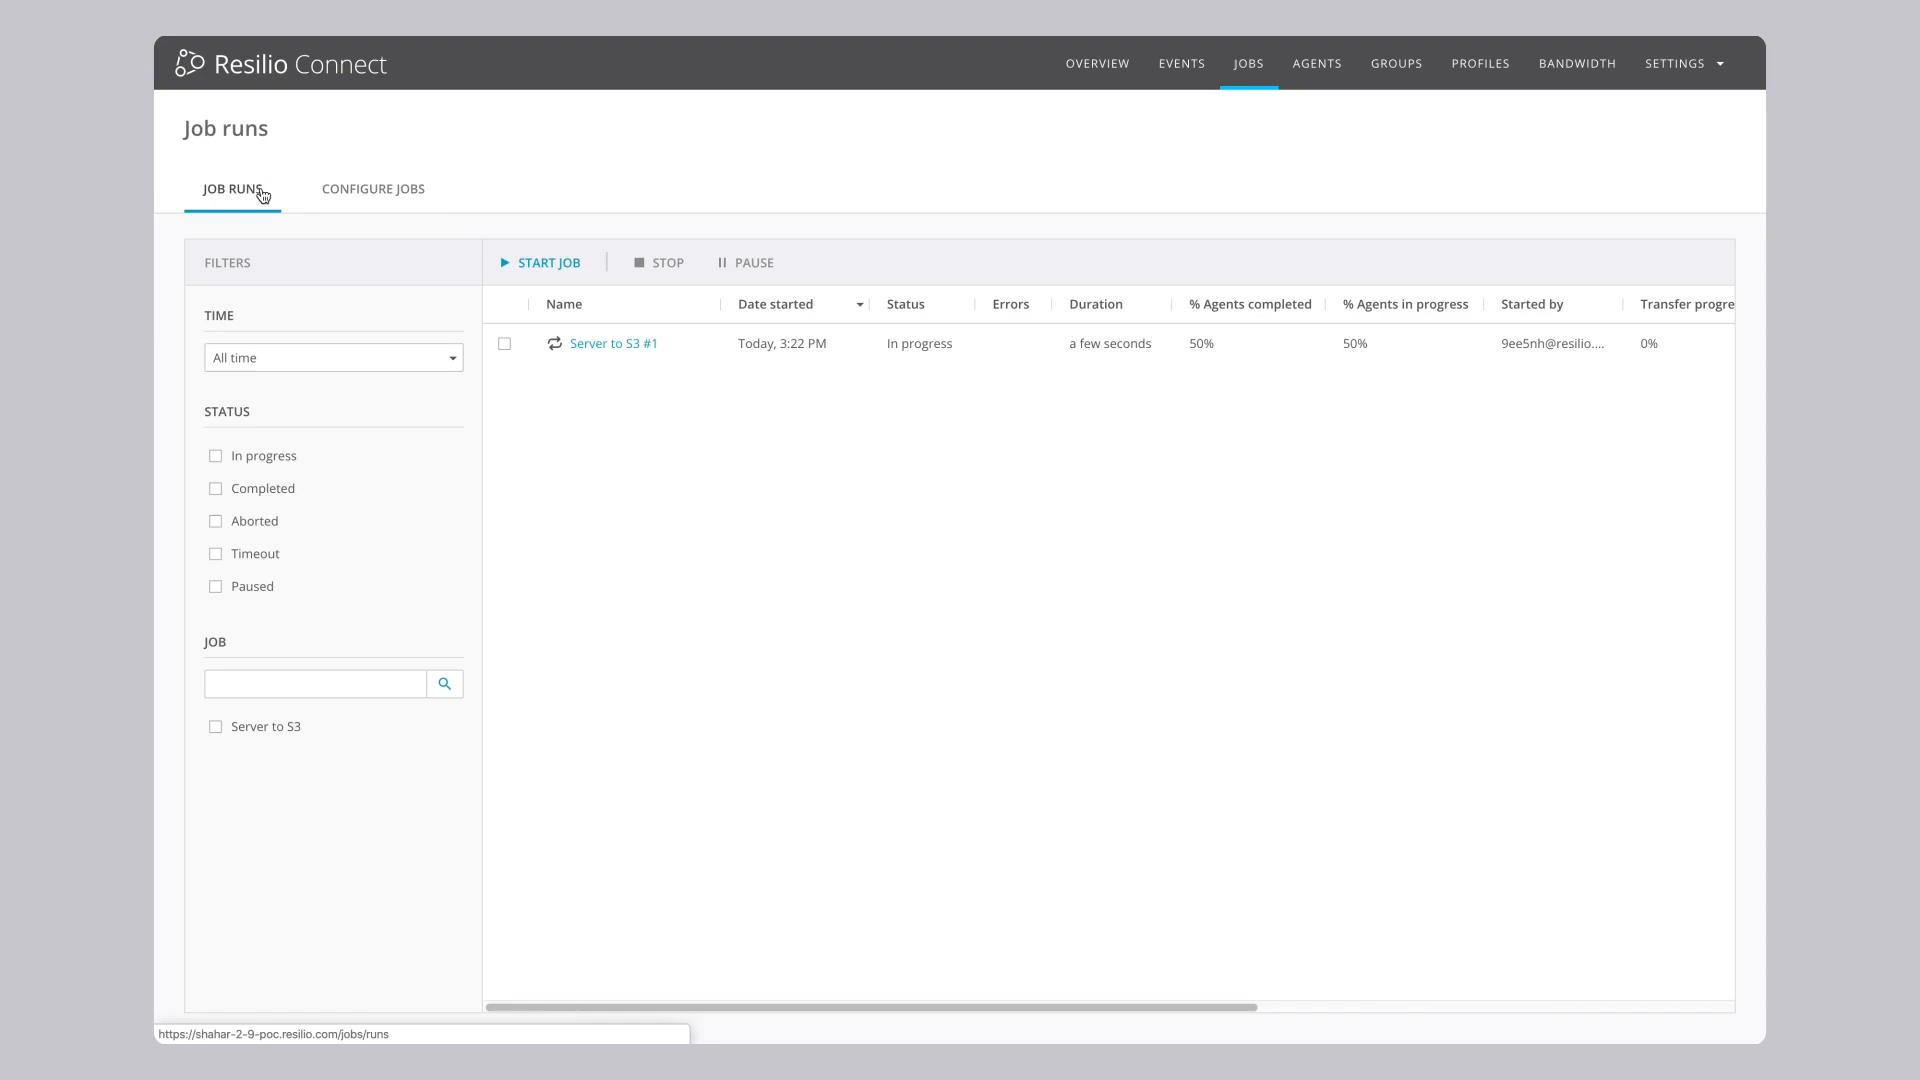 Resilio Connect
OVERVIEW EVENTS JOBS AGENTS GROUPS PROFILES BANDWIDTH SETTINGS
Job runs
JOB RUNS CONFIGURE JOBS
FILTERS
START JOB STOP PAUSE
TIME
All time
STATUS
In progress
Completed
Aborted
Timeout
Paused
JOB
Server to S3
Name Date started Status Errors Duration % Agents completed % Agents in progress Started by Transfer progre
Server to S3 #1 Today, 3:22 PM In progress a few seconds 50% 50% 9ee5nh@resilio.... 0%
https://shahar-2-9-poc.resilio.com/jobs/runs